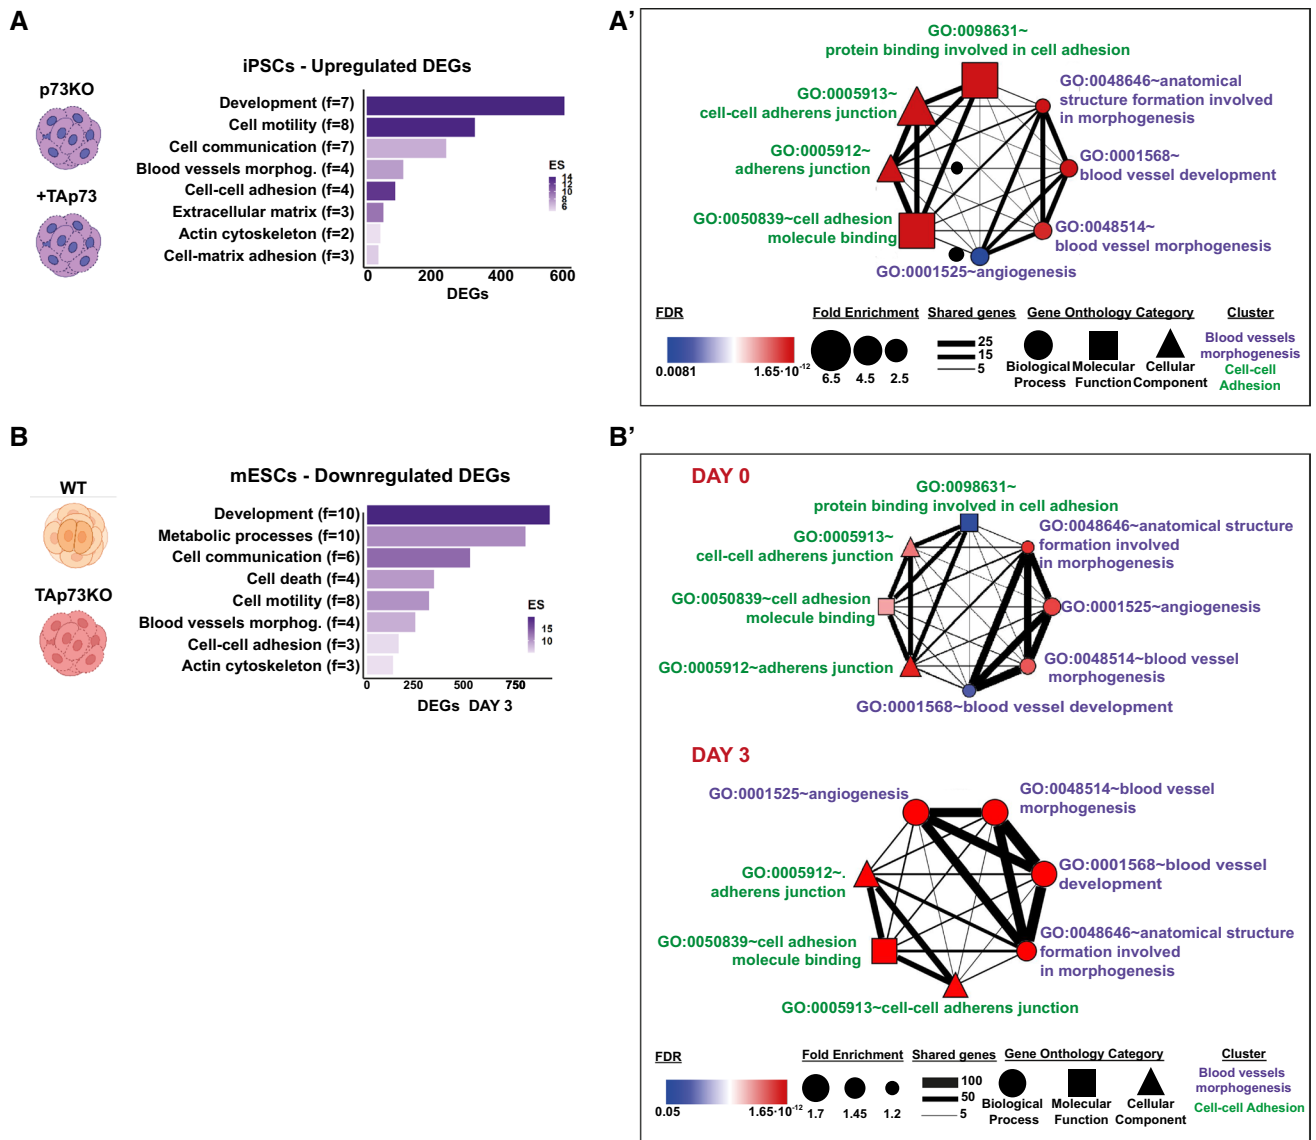 A
iPSCs - Upregulated DEGs
p73KO
+TAp73
Development (f=7)
Cell motility (f=8)
Cell communication (f=7)
Blood vessels morphog. (f=4)
Cell-cell adhesion (f=4)
Extracellular matrix (f=3)
Actin cytoskeleton (f=2)
Cell-matrix adhesion (f=3)
0 200 400 600
DEGs
ES
14
12
10
8
6
A'
GO:0098631~
protein binding involved in cell adhesion
GO:0005913~
cell-cell adherens junction
GO:0005912~
adherens junction
GO:0050839~cell adhesion
molecule binding
GO:0001525~angiogenesis
GO:0048646~anatomical
structure formation involved
in morphogenesis
GO:0001568~
blood vessel development
GO:0048514~
blood vessel morphogenesis
FDR
0.0081 1.65·10-12
Fold Enrichment
6.5 4.5 2.5
Shared genes
25
15
5
Gene Onthology Category
Biological
Process
Molecular
Function
Cellular
Component
Cluster
Blood vessels
morphogenesis
Cell-cell
Adhesion
B
mESCs - Downregulated DEGs
WT
TAp73KO
Development (f=10)
Metabolic processes (f=10)
Cell communication (f=6)
Cell death (f=4)
Cell motility (f=8)
Blood vessels morphog. (f=4)
Cell-cell adhesion (f=3)
Actin cytoskeleton (f=3)
0 250 500 750
DEGs DAY 3
ES
15
10
B'
DAY 0
GO:0098631~
protein binding involved in cell adhesion
GO:0005913~
cell-cell adherens junction
GO:0050839~cell adhesion
molecule binding
GO:0005912~adherens junction
GO:0001568~blood vessel development
GO:0048646~anatomical structure
formation involved
in morphogenesis
GO:0001525~angiogenesis
GO:0048514~blood vessel
morphogenesis
DAY 3
GO:0001525~angiogenesis
GO:0048514~blood vessel
morphogenesis
GO:0005912~.
adherens junction
GO:0001568~blood vessel
development
GO:0050839~cell adhesion
molecule binding
GO:0048646~anatomical structure
formation involved
in morphogenesis
GO:0005913~cell-cell adherens junction
FDR
0.05 1.65·10-12
Fold Enrichment
1.7 1.45 1.2
Shared genes
100
50
5
Gene Onthology Category
Biological
Process
Molecular
Function
Cellular
Component
Cluster
Blood vessels
morphogenesis
Cell-cell Adhesion